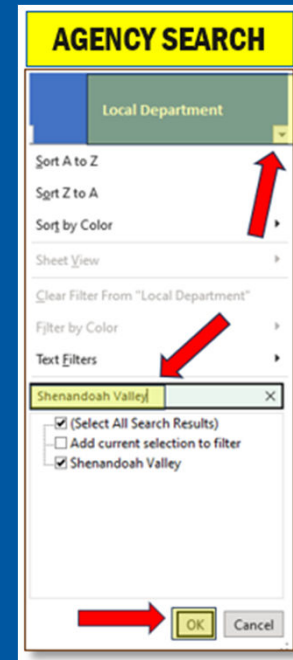 AGENCY SEARCH
Local Department
Sort A to Z
Sort Z to A
Sort by Color
Sheet View
Clear Filter From "Local Department"
Filter by Color
Text Filters
Shenandoah Valley
(Select All Search Results)
Add current selection to filter
Shenandoah Valley
OK Cancel